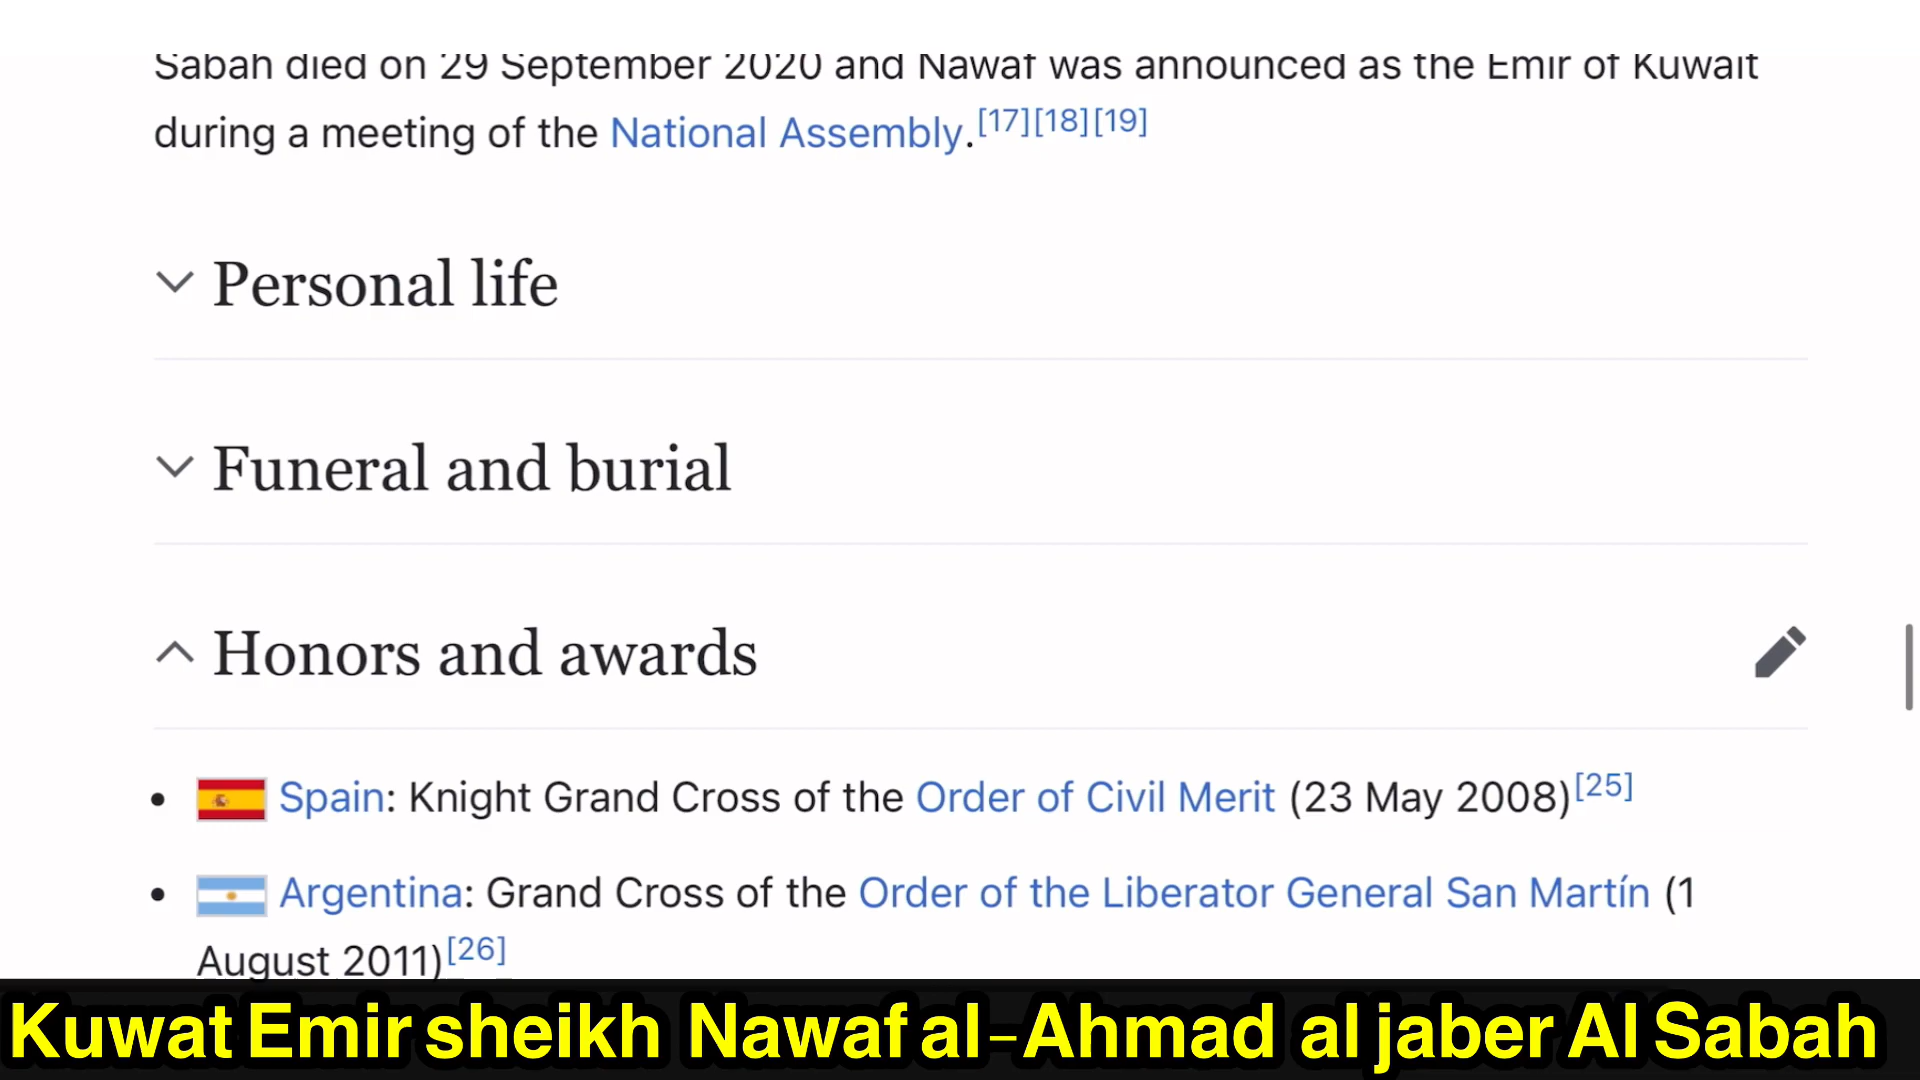 Sabah died on 29 September 2020 and Nawaf was announced as the Emir of Kuwait
during a meeting of the National Assembly.[17][18][19]
Personal life
Funeral and burial
Honors and awards
• Spain: Knight Grand Cross of the Order of Civil Merit (23 May 2008)[25]
• Argentina: Grand Cross of the Order of the Liberator General San Martín (1
August 2011)[26]
Kuwat Emir sheikh Nawaf al-Ahmad al jaber Al Sabah